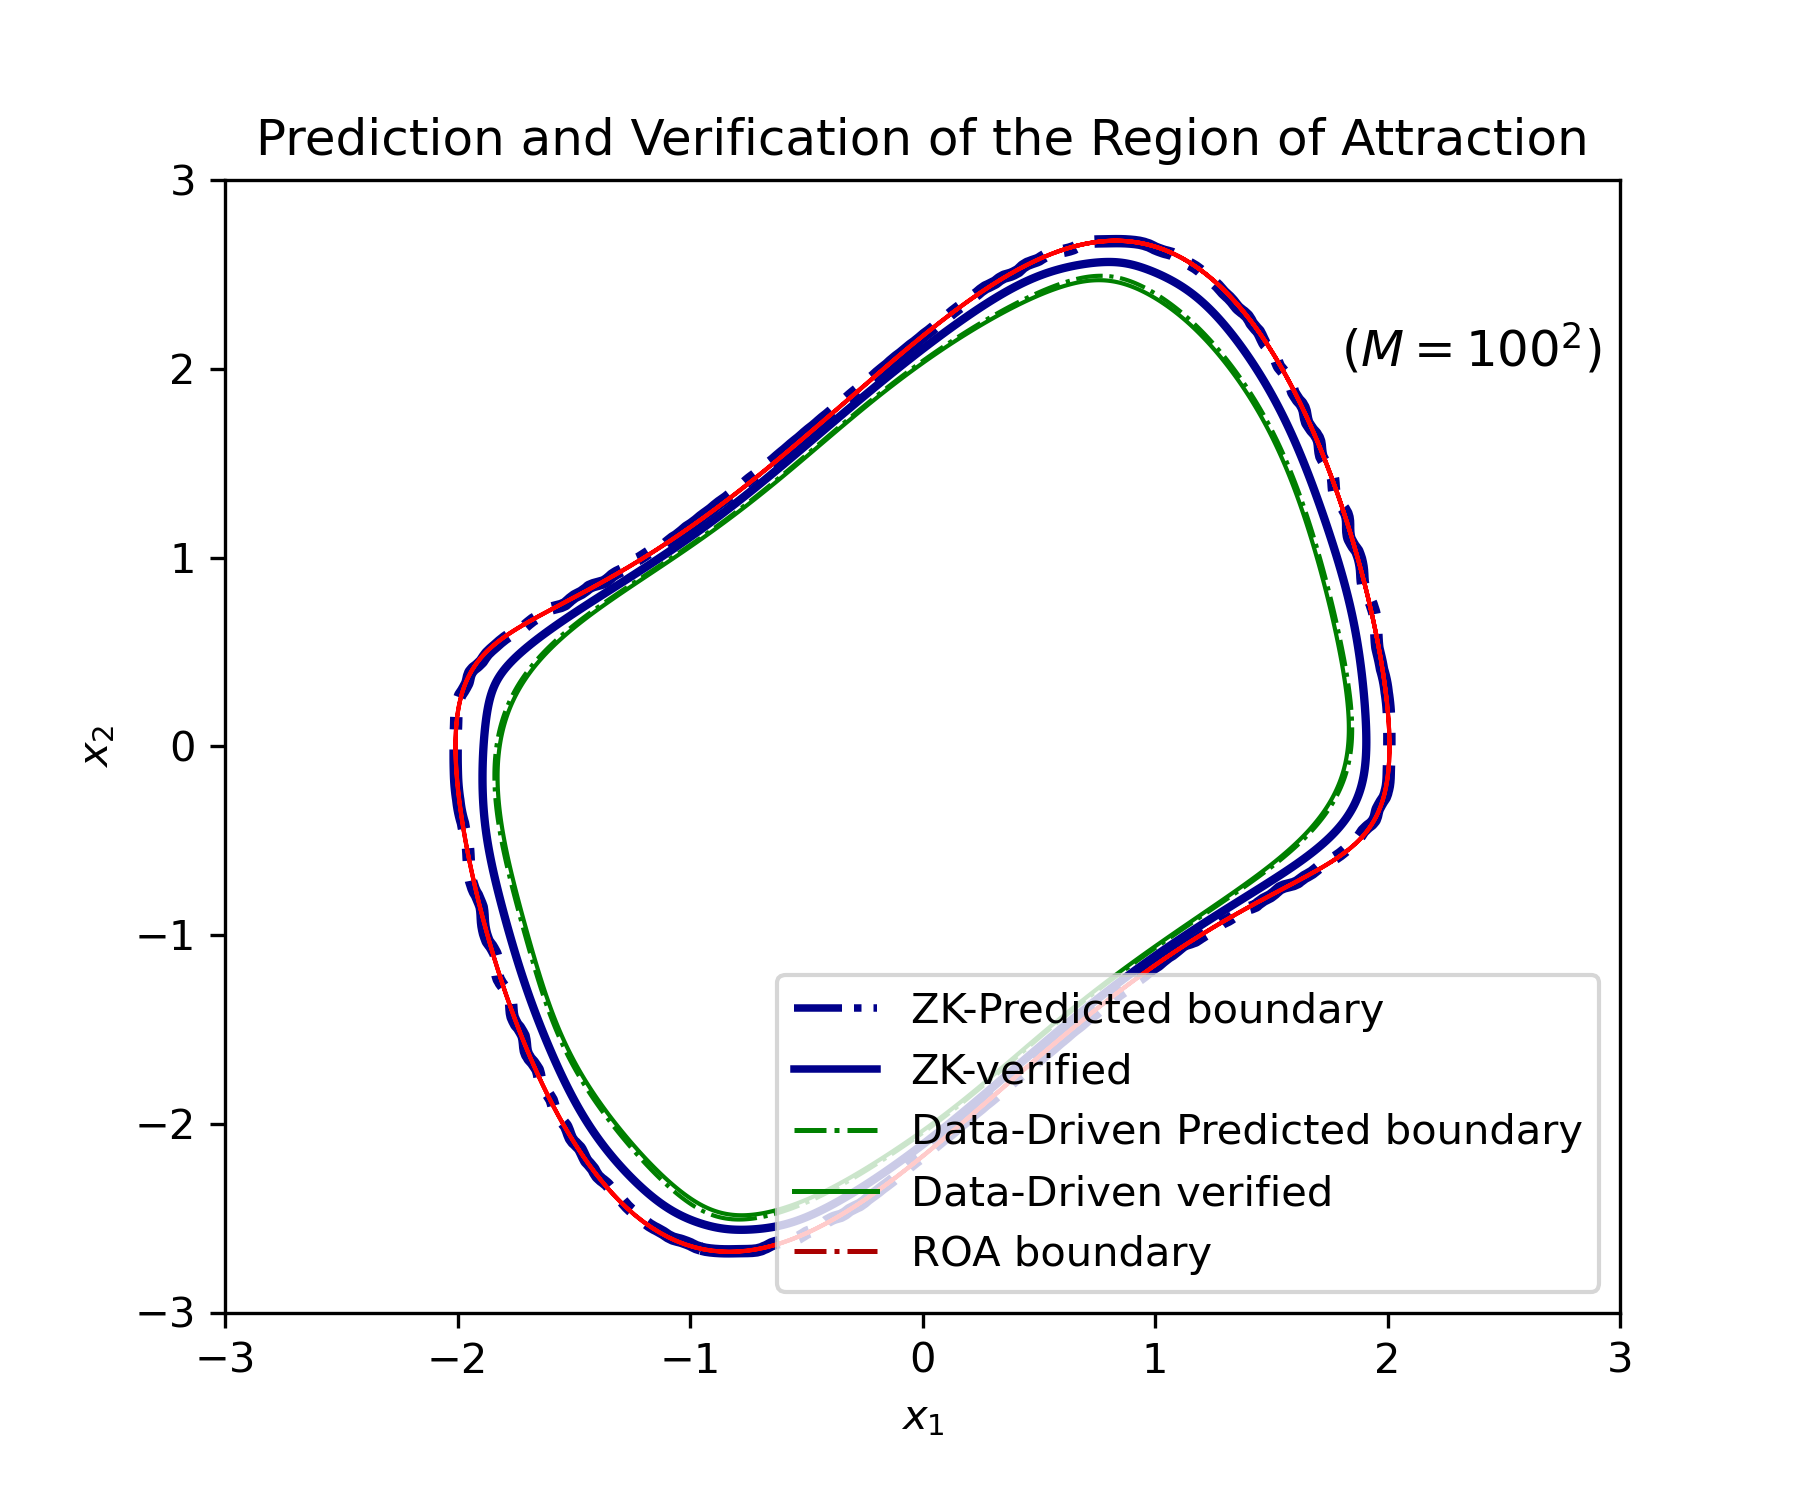 Prediction and Verification of the Region of Attraction
3
2
1
0
−1
−2
−3
x₂
(M = 100²)
ZK-Predicted boundary
ZK-verified
Data-Driven Predicted boundary
Data-Driven verified
ROA boundary
−3 −2 −1 0 1 2 3
x₁